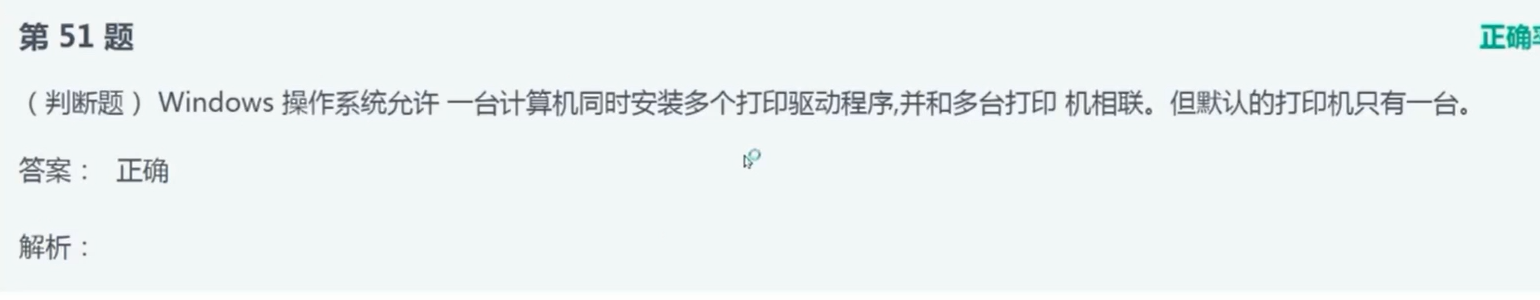 第 51 题
正确
（ 判断题 ） Windows 操作系统允许 一台计算机同时安装多个打印驱动程序,并和多台打印 机相联。但默认的打印机只有一台。
答案： 正确
解析：